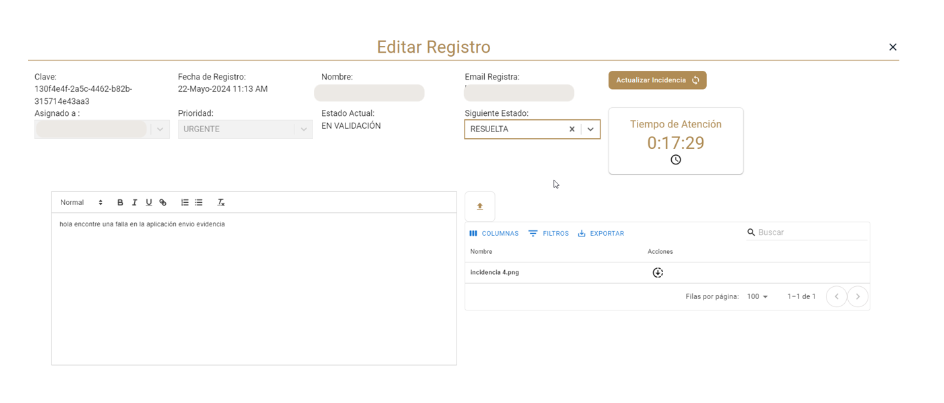 Editar Registro
Clave:
130f4e4f-2a5c-4462-b82b-
315714e43aa3
Fecha de Registro:
22-Mayo-2024 11:13 AM
Nombre:
Email Registra:
Actualizar Incidencia
Asignado a :
Prioridad:
URGENTE
Estado Actual:
EN VALIDACIÓN
Siguiente Estado:
RESUELTA
Tiempo de Atención
0:17:29
Normal B I U
hola encontre una falla en la aplicación envio evidencia
COLUMNAS FILTROS EXPORTAR Buscar
Nombre Acciones
Incidencia 4.png
Filas por página: 100 1–1 de 1